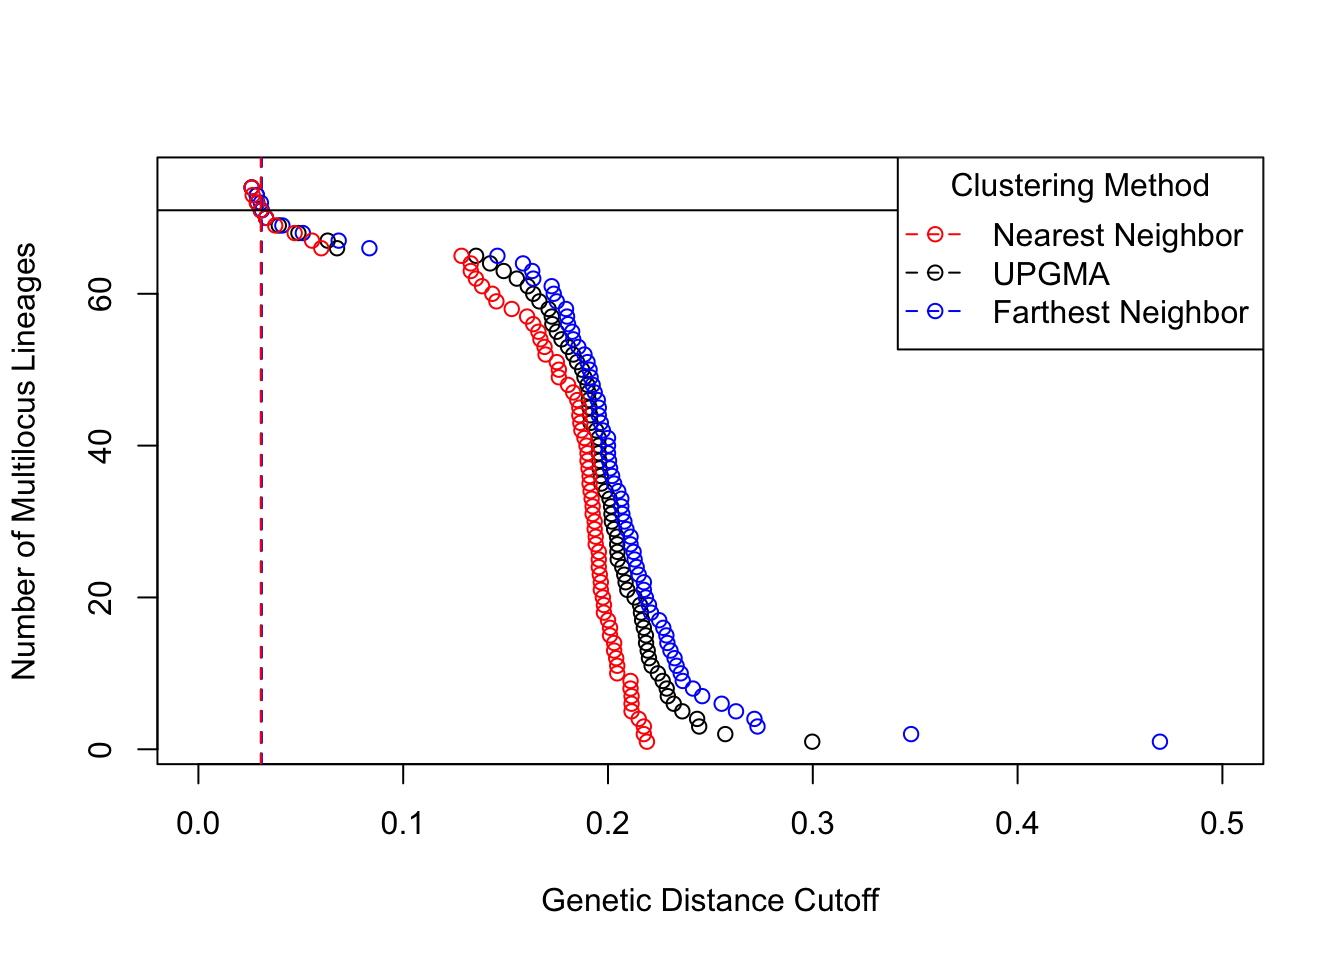 Clustering Method
Nearest Neighbor
UPGMA
Farthest Neighbor
Number of Multilocus Lineages
60
40
20
0
0.0 0.1 0.2 0.3 0.4 0.5
Genetic Distance Cutoff